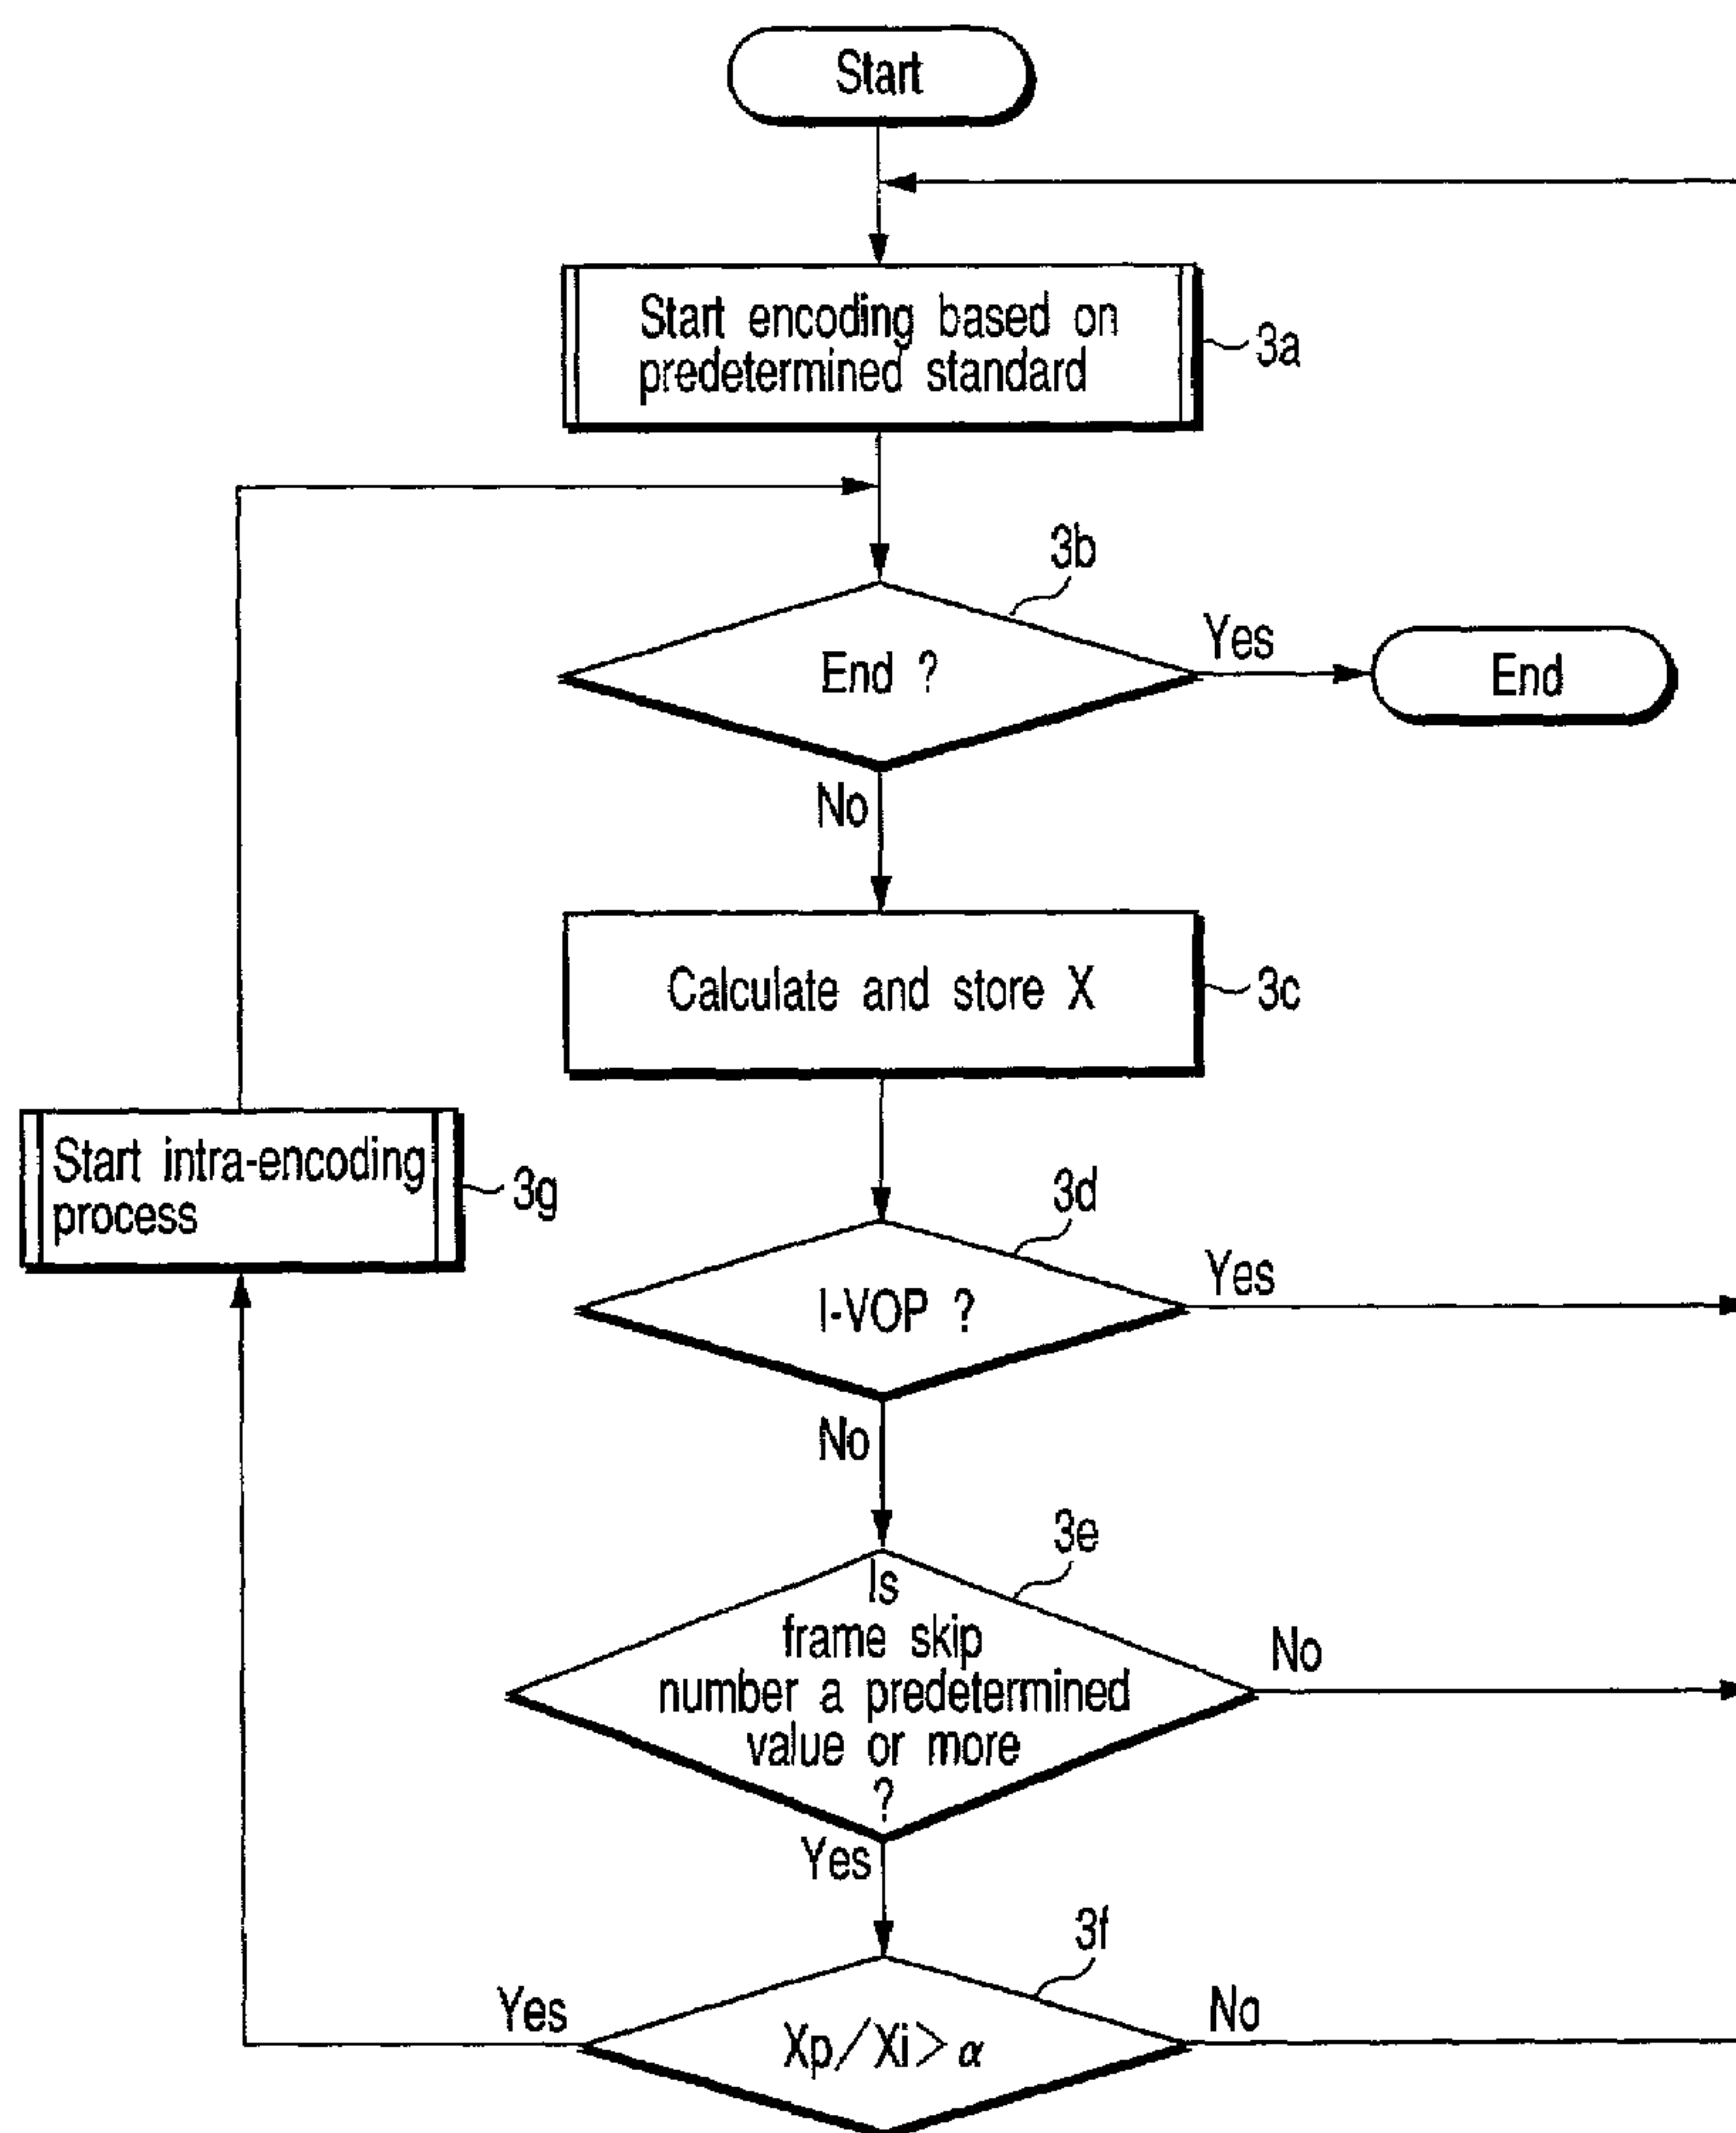 Start
Start encoding based on
predetermined standard
3a
3b
End ?
Yes
End
No
Calculate and store X
3c
Start intra-encoding
process
3g
3d
I-VOP ?
Yes
No
3e
Is
frame skip
number a predetermined
value or more
?
No
Yes
3f
Yes
Xp/Xi>α
No